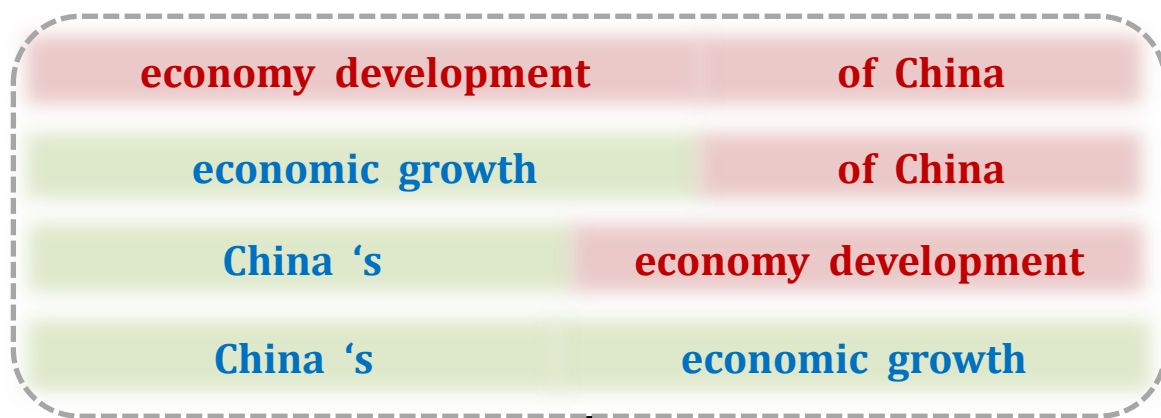 economy development of China
economic growth of China
China ‘s economy development
China ‘s economic growth